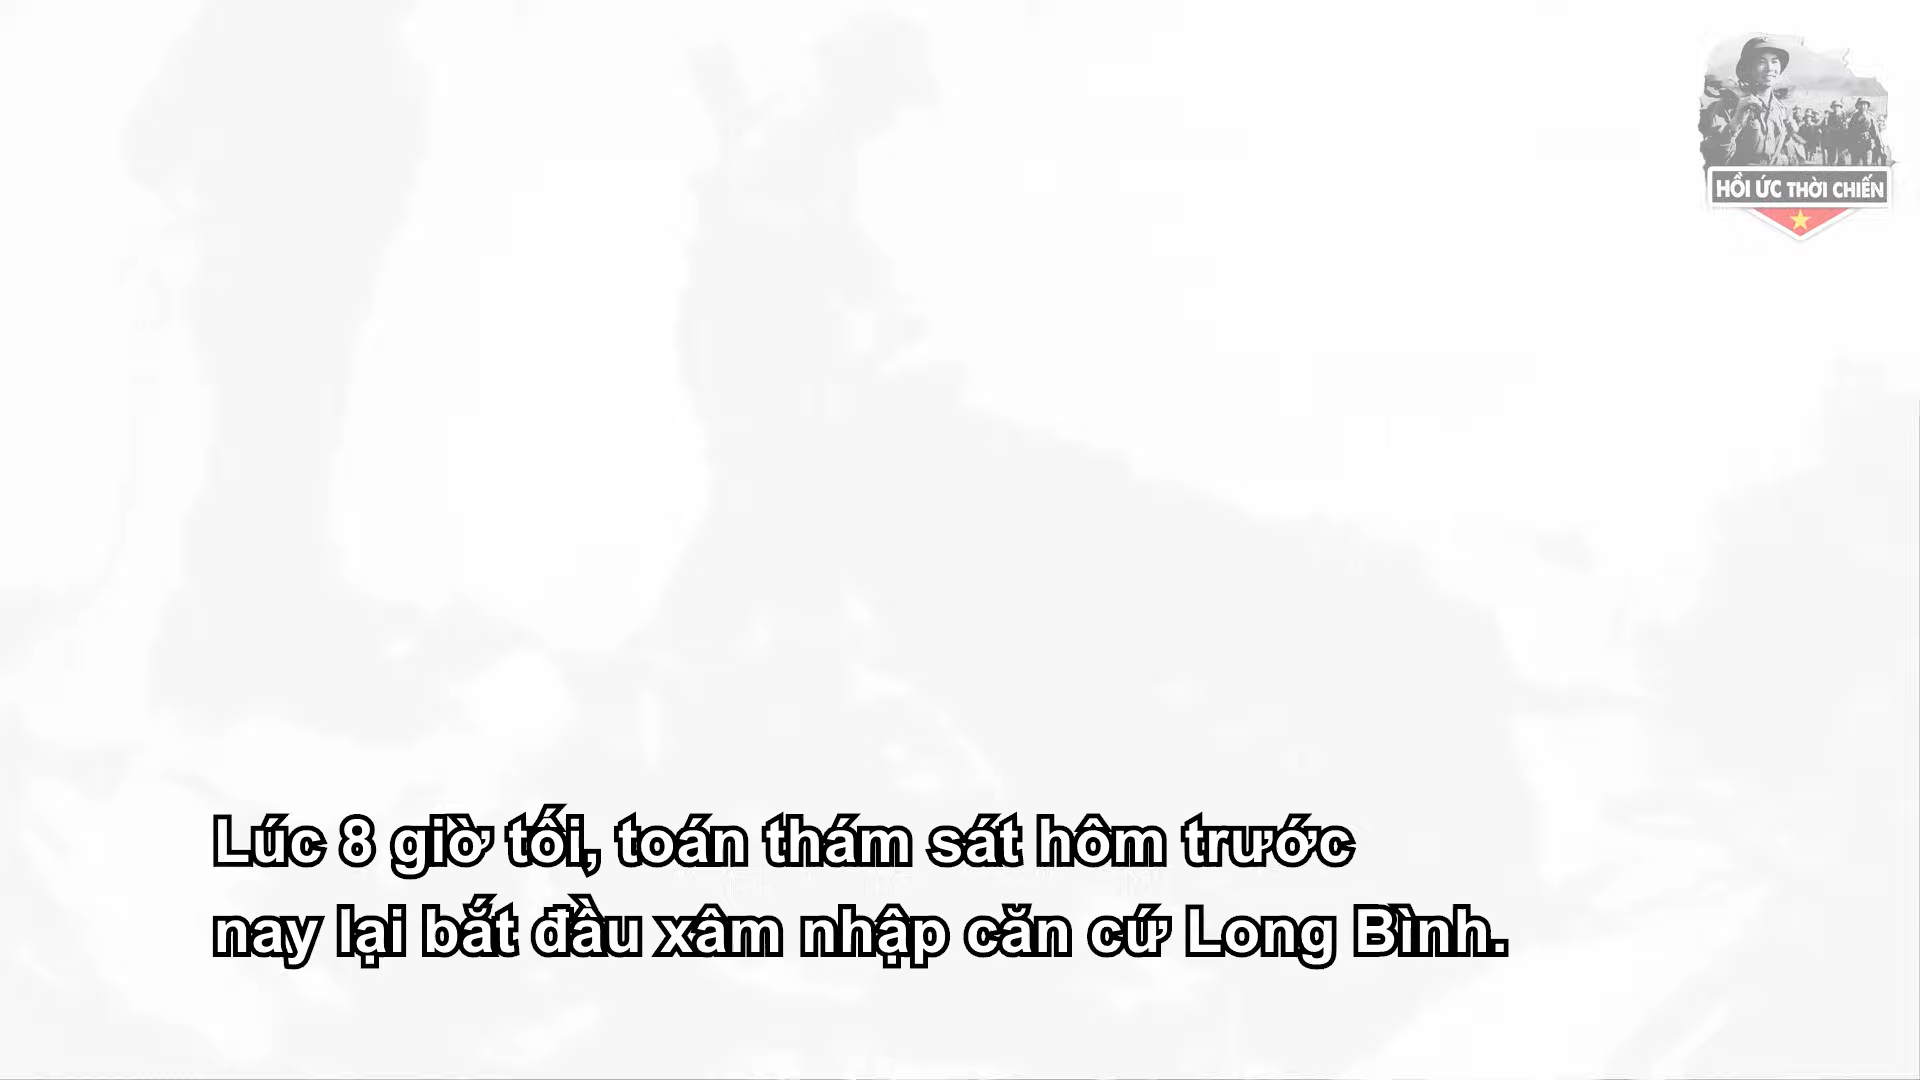 HỒI ỨC THỜI CHIẾN
Lúc 8 giờ tối, toán thám sát hôm trước
nay lại bắt đầu xâm nhập căn cứ Long Bình.